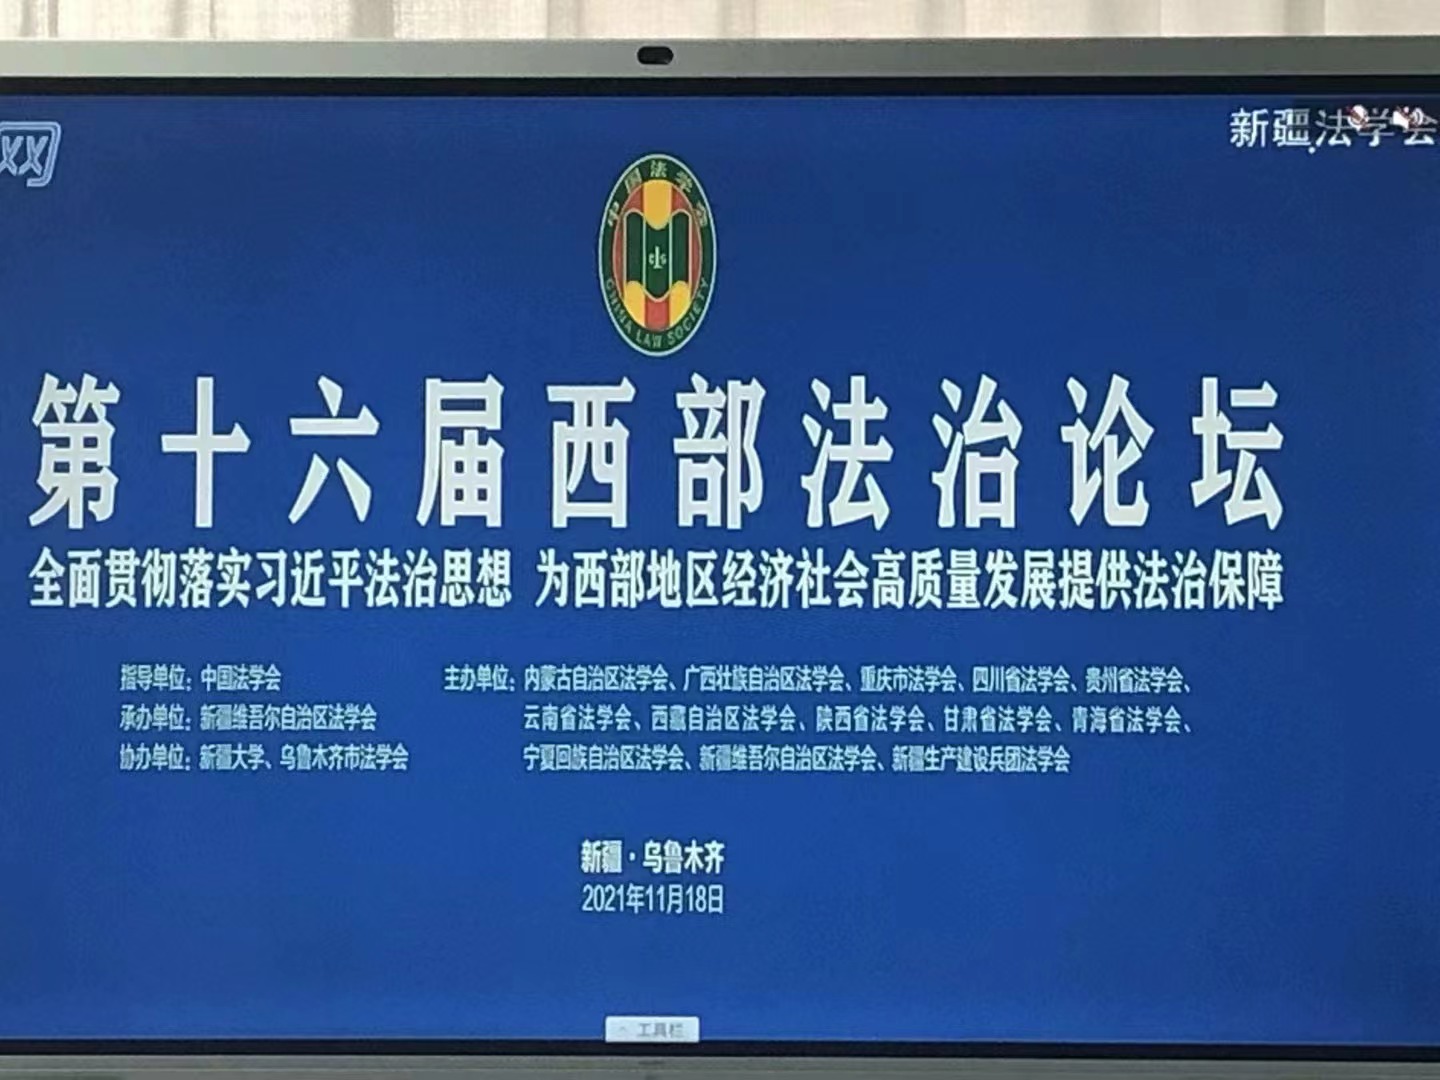 新疆法学会
中国法学会
CLS
CHINA LAW SOCIETY
第十六届西部法治论坛
全面贯彻落实习近平法治思想 为西部地区经济社会高质量发展提供法治保障
指导单位：中国法学会
承办单位：新疆维吾尔自治区法学会
协办单位：新疆大学、乌鲁木齐市法学会
主办单位：内蒙古自治区法学会、广西壮族自治区法学会、重庆市法学会、四川省法学会、贵州省法学会、
云南省法学会、西藏自治区法学会、陕西省法学会、甘肃省法学会、青海省法学会、
宁夏回族自治区法学会、新疆维吾尔自治区法学会、新疆生产建设兵团法学会
新疆·乌鲁木齐
2021年11月18日
工具栏